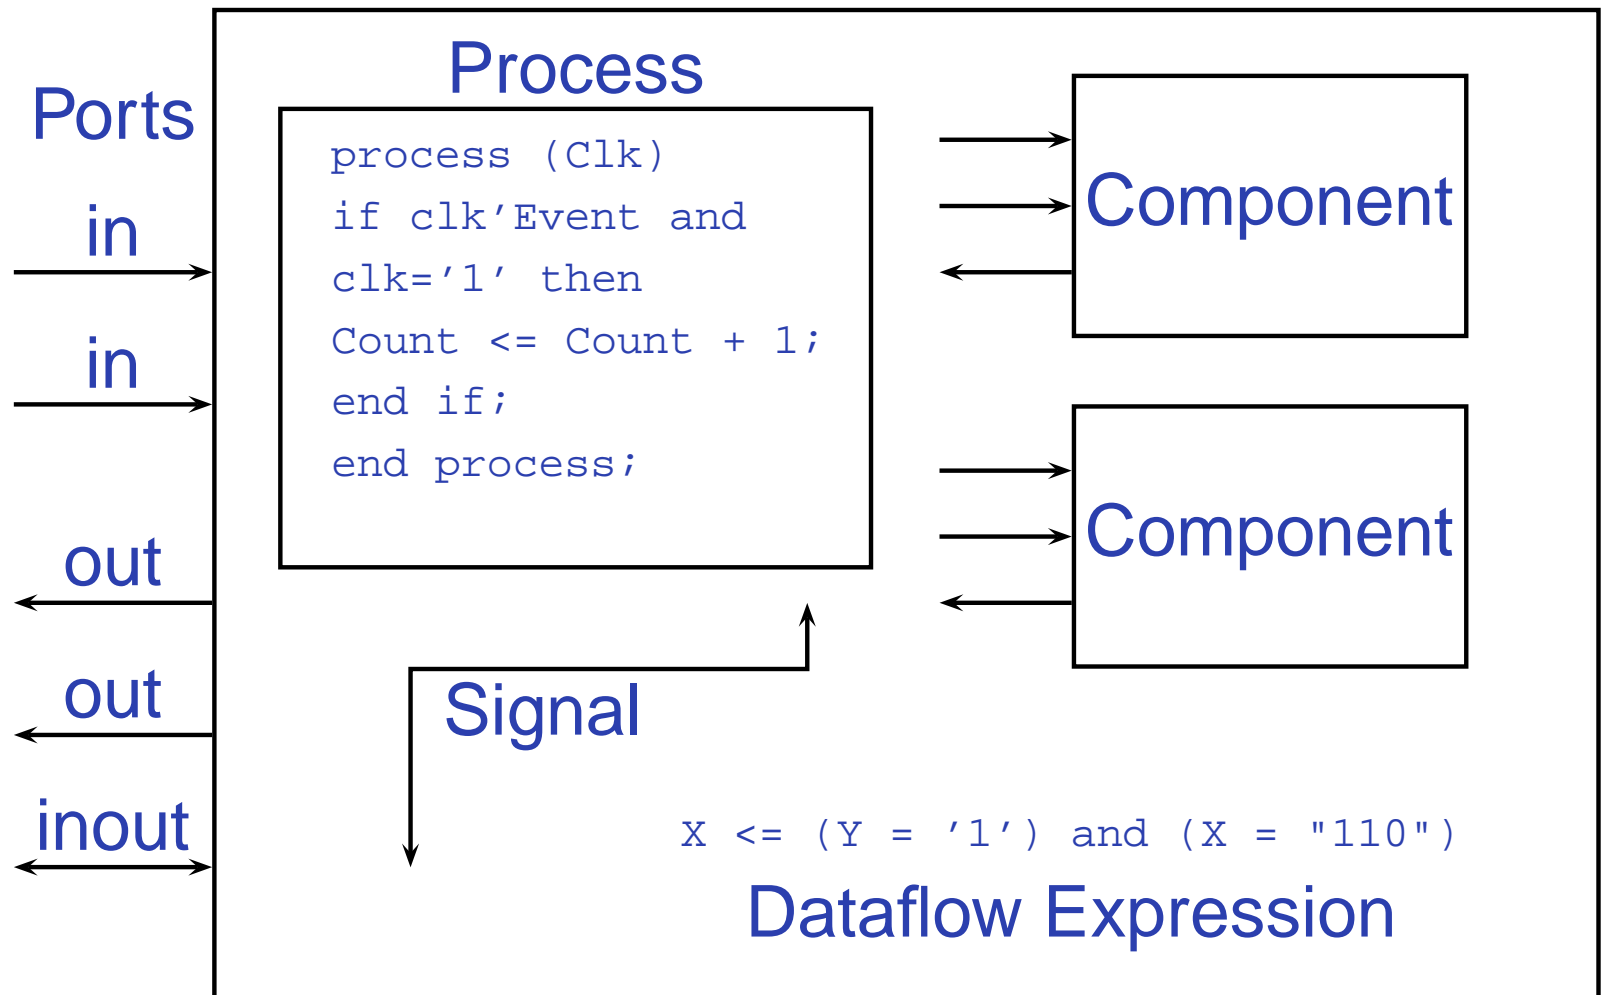 Process
Ports
process (Clk)
if clk'Event and
clk='1' then
Count <= Count + 1;
end if;
end process;
in
in
out
out
inout
Component
Component
Signal
X <= (Y = '1') and (X = "110")
Dataflow Expression